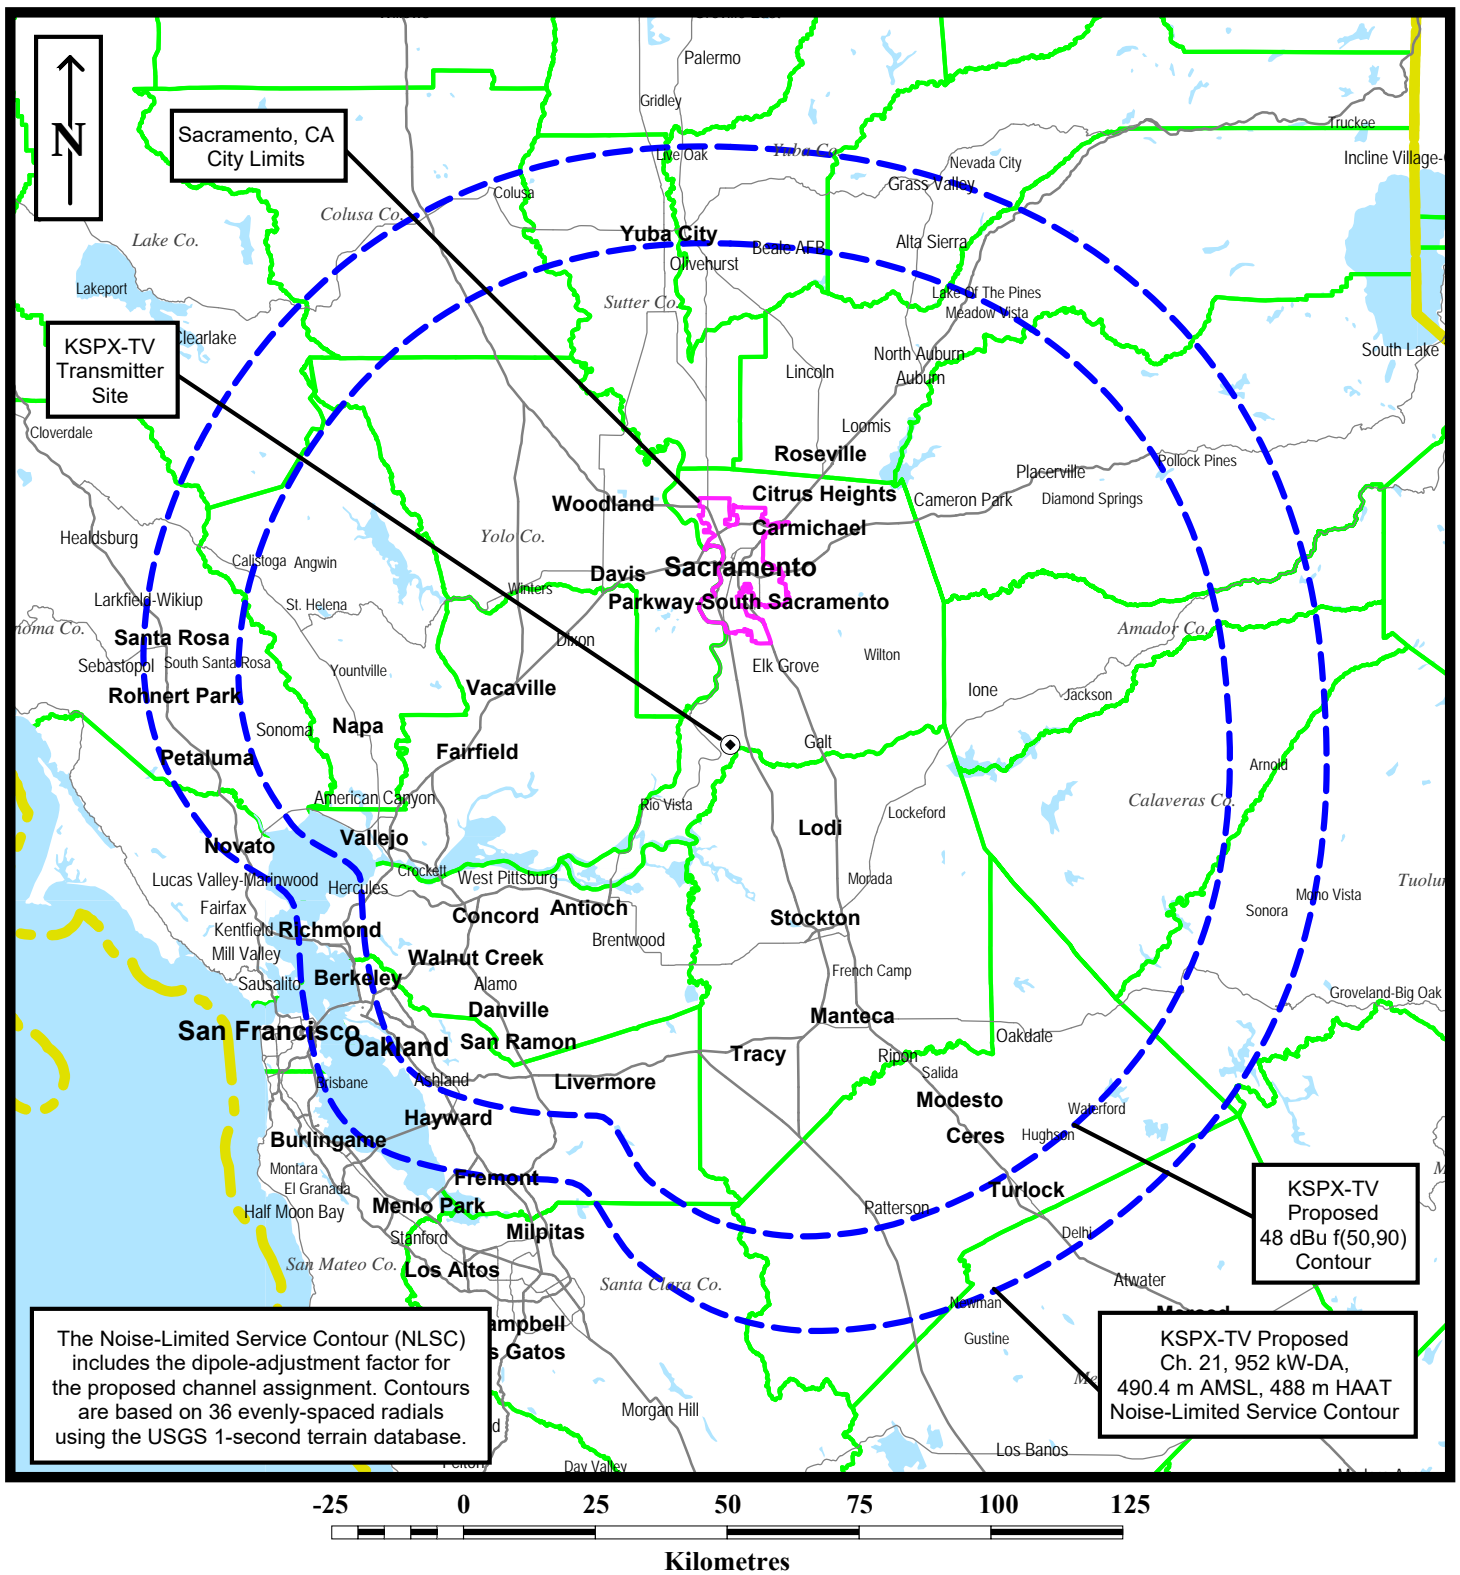 Palermo
Gridley
N
Sacramento, CA
City Limits
Truckee
Live Oak
Yuba Co.
Nevada City
Incline Village-
Grass Valley
Colusa
Colusa Co.
Lake Co.
Yuba City
Beale AFB
Alta Sierra
Olivehurst
Lakeport
Lake Of The Pines
Sutter Co.
Meadow Vista
Clearlake
KSPX-TV
Transmitter
Site
South Lake
North Auburn
Lincoln
Auburn
Cloverdale
Loomis
Roseville
Pollock Pines
Placerville
Citrus Heights
Cameron Park
Diamond Springs
Woodland
Carmichael
Healdsburg
Yolo Co.
Calistoga
Angwin
Sacramento
Davis
Winters
Larkfield-Wikiup
St. Helena
Parkway-South Sacramento
noma Co.
Amador Co.
Santa Rosa
Dixon
Sebastopol
South Santa Rosa
Yountville
Elk Grove
Wilton
Vacaville
Ione
Jackson
Rohnert Park
Sonoma
Napa
Galt
Petaluma
Fairfield
Arnold
American Canyon
Rio Vista
Calaveras Co.
Lockeford
Lodi
Novato
Vallejo
Crockett
West Pittsburg
Lucas Valley-Marinwood
Hercules
Morada
Tuolur
Mono Vista
Fairfax
Concord
Antioch
Stockton
Sonora
Kentfield
Richmond
Brentwood
Mill Valley
Walnut Creek
French Camp
Sausalito
Berkeley
Alamo
Groveland-Big Oak
Danville
Manteca
San Francisco
Oakland
San Ramon
Oakdale
Tracy
Ripon
Salida
Brisbane
Ashland
Livermore
Modesto
Waterford
Hayward
Ceres
Hughson
Burlingame
Montara
Fremont
El Granada
Turlock
KSPX-TV
Proposed
48 dBu f(50,90)
Contour
Half Moon Bay
Menlo Park
Patterson
Stanford
Milpitas
Delhi
San Mateo Co.
Los Altos
Santa Clara Co.
Atwater
Newman
Merced
ampbell
s Gatos
Gustine
Me
The Noise-Limited Service Contour (NLSC)
includes the dipole-adjustment factor for
the proposed channel assignment. Contours
are based on 36 evenly-spaced radials
using the USGS 1-second terrain database.
KSPX-TV Proposed
Ch. 21, 952 kW-DA,
490.4 m AMSL, 488 m HAAT
Noise-Limited Service Contour
Morgan Hill
Los Banos
Day Valley
-25 0 25 50 75 100 125
Kilometres